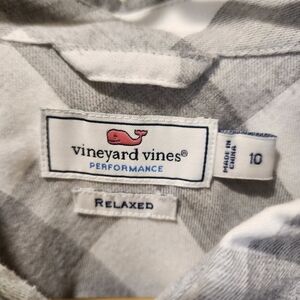 vineyard vines®
PERFORMANCE
MADE IN
CHINA
10
RELAXED